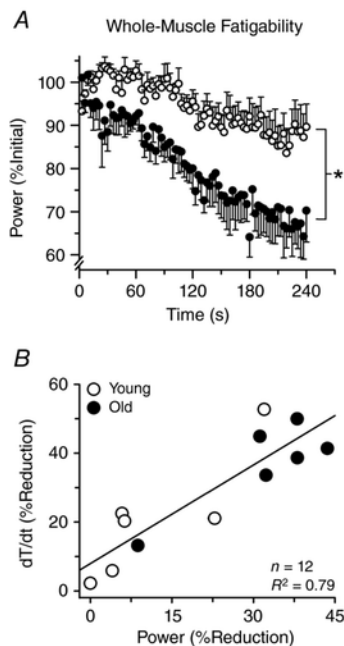 A Whole-Muscle Fatigability
Power (%Initial)
100
90
80
70
60
*
0 60 120 180 240
Time (s)
B
Young
Old
dT/dt (%Reduction)
60
40
20
0
n = 12
R² = 0.79
0 15 30 45
Power (%Reduction)